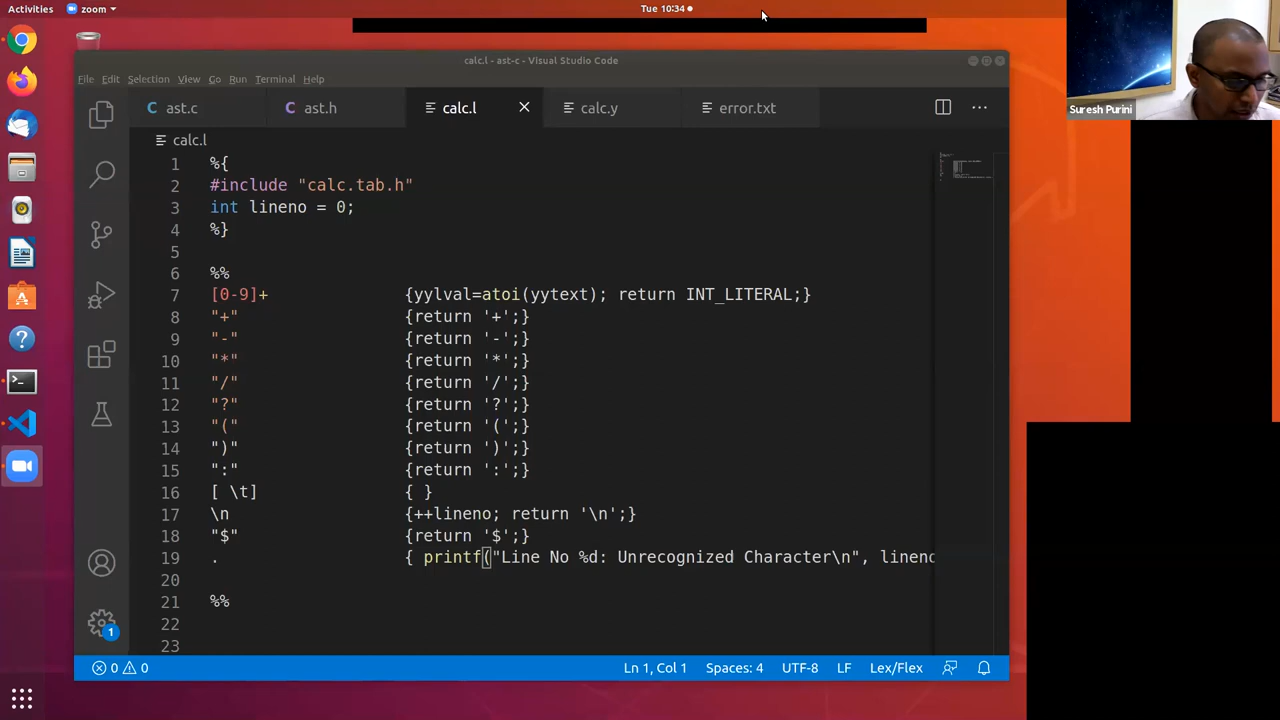 Activities zoom Tue 10:34
calc.l - ast-c - Visual Studio Code
File Edit Selection View Go Run Terminal Help
ast.c ast.h calc.l calc.y error.txt
calc.l
1 %{
2 #include "calc.tab.h"
3 int lineno = 0;
4 %}
5
6 %%
7 [0-9]+ {yylval=atoi(yytext); return INT_LITERAL;}
8 "+" {return '+';}
9 "-" {return '-';}
10 "*" {return '*';}
11 "/" {return '/';}
12 "?" {return '?';}
13 "(" {return '(';}
14 ")" {return ')';}
15 ":" {return ':';}
16 [ \t] { }
17 \n {++lineno; return '\n';}
18 "$" {return '$';}
19 . { printf("Line No %d: Unrecognized Character\n", lineno
20
21 %%
22
23
1
0 0 Ln 1, Col 1 Spaces: 4 UTF-8 LF Lex/Flex
Suresh Purini